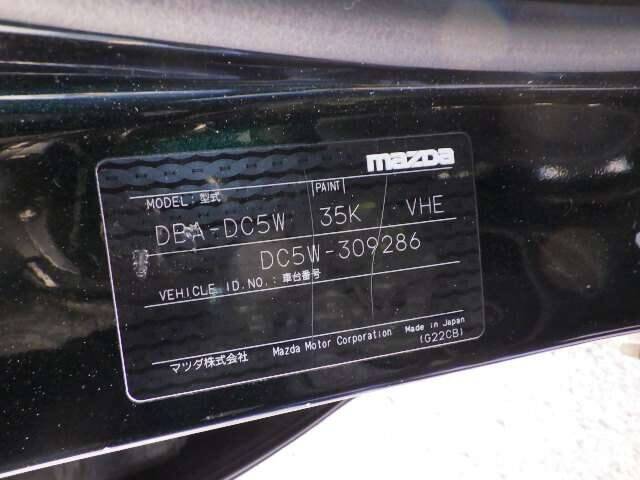 mazda
MODEL: 型式 PAINT
DBA-DC5W 35K VHE
DC5W-309286
VEHICLE ID.NO.: 車台番号
マツダ株式会社 Mazda Motor Corporation Made in Japan
(G22CB)